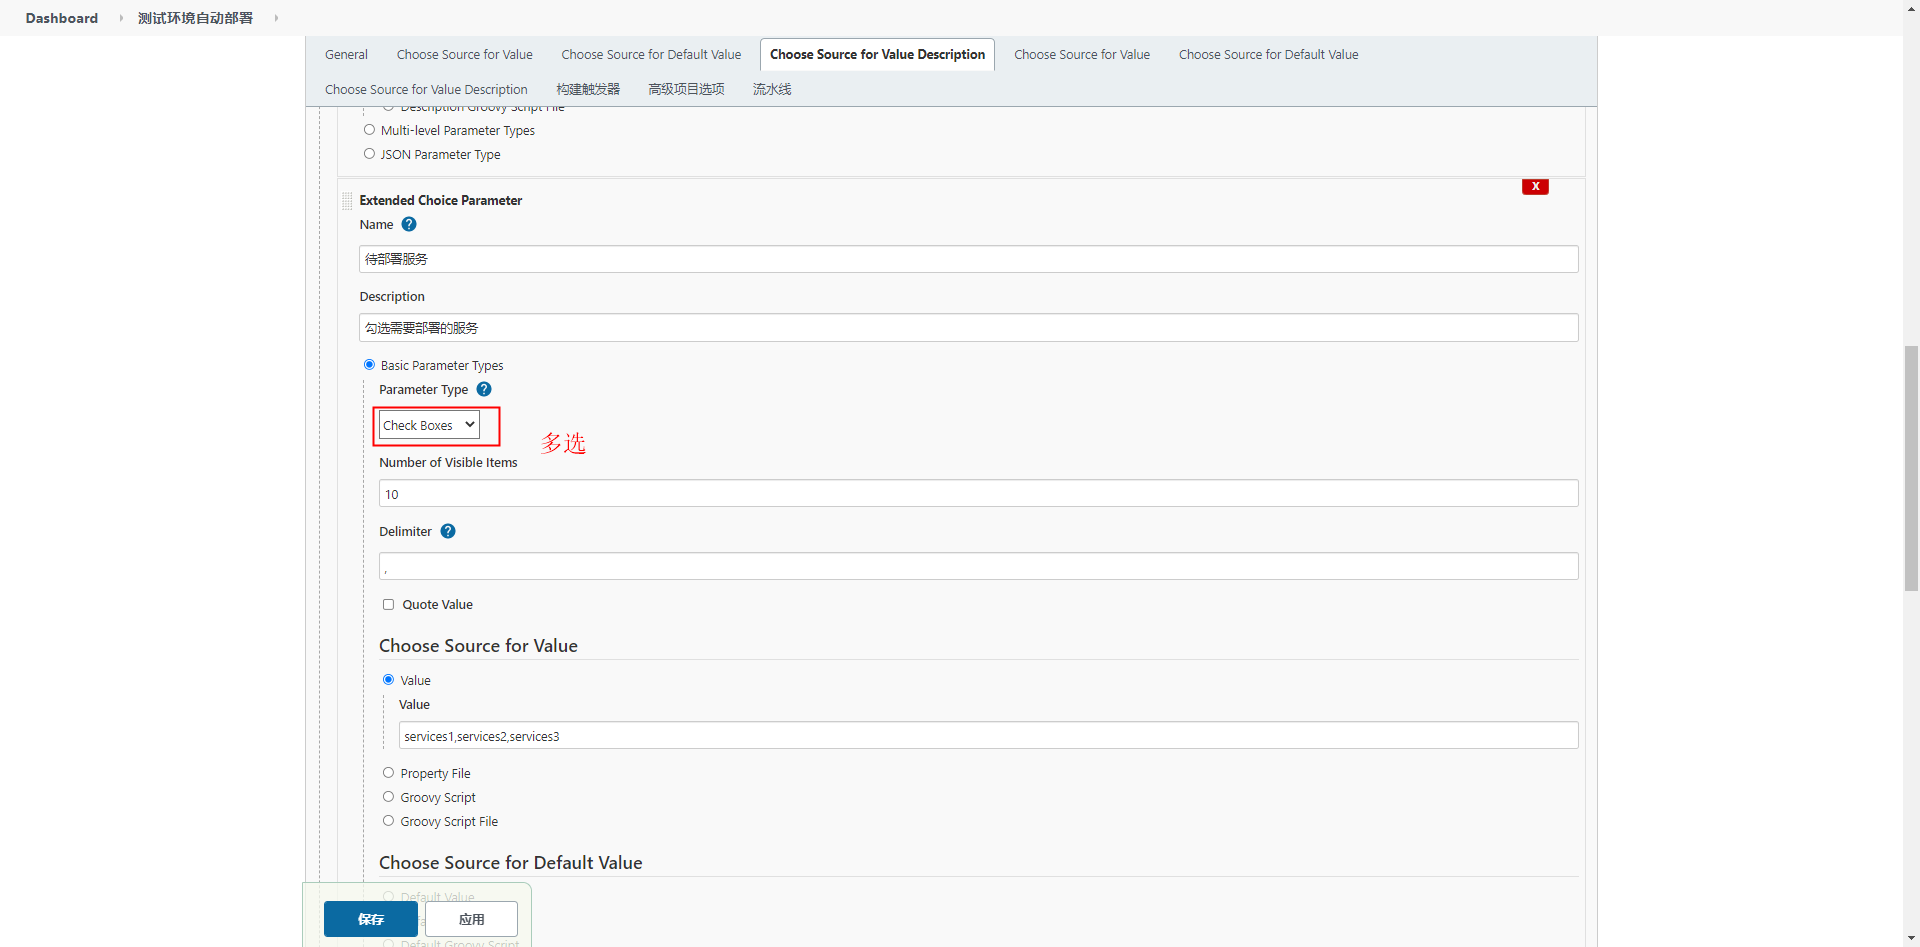 Dashboard 测试环境自动部署
General Choose Source for Value Choose Source for Default Value Choose Source for Value Description Choose Source for Value Choose Source for Default Value
Choose Source for Value Description 构建触发器 高级项目选项 流水线
Description Groovy Script File
Multi-level Parameter Types
JSON Parameter Type
X
Extended Choice Parameter
Name ?
待部署服务
Description
勾选需要部署的服务
Basic Parameter Types
Parameter Type ?
Check Boxes
多选
Number of Visible Items
10
Delimiter ?
,
Quote Value
Choose Source for Value
Value
Value
services1,services2,services3
Property File
Groovy Script
Groovy Script File
Choose Source for Default Value
Default Value
保存 应用
Default Groovy Script